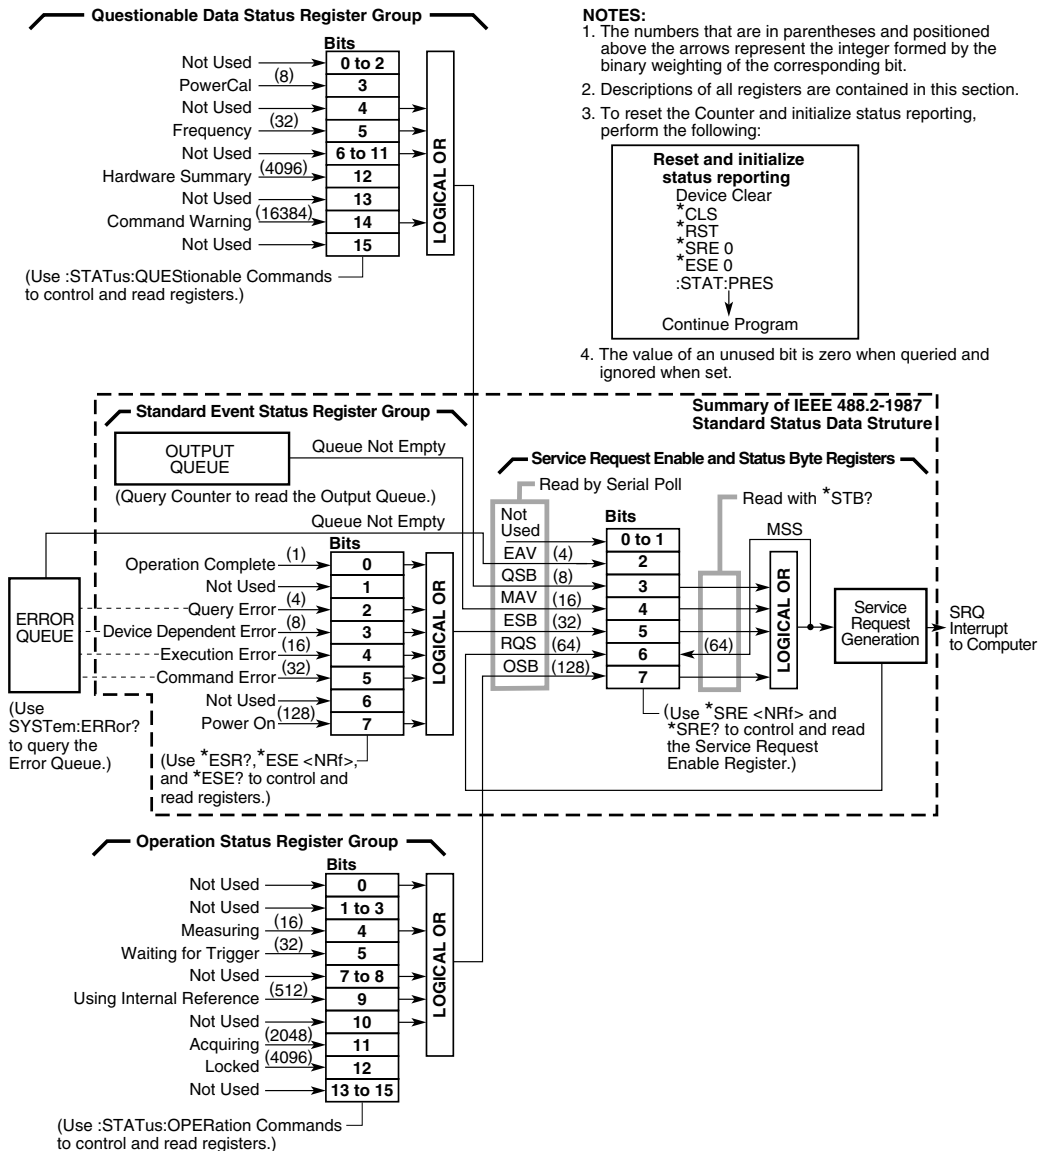 Questionable Data Status Register Group
Bits
Not Used 0 to 2
PowerCal (8) 3
Not Used 4
Frequency (32) 5
Not Used 6 to 11
Hardware Summary (4096) 12
Not Used 13
Command Warning (16384) 14
Not Used 15
LOGICAL OR
(Use :STATus:QUEStionable Commands
to control and read registers.)
NOTES:
1. The numbers that are in parentheses and positioned
above the arrows represent the integer formed by the
binary weighting of the corresponding bit.
2. Descriptions of all registers are contained in this section.
3. To reset the Counter and initialize status reporting,
perform the following:
Reset and initialize
status reporting
Device Clear
*CLS
*RST
*SRE 0
*ESE 0
:STAT:PRES
Continue Program
4. The value of an unused bit is zero when queried and
ignored when set.
Summary of IEEE 488.2-1987
Standard Status Data Struture
Standard Event Status Register Group
OUTPUT
QUEUE
Queue Not Empty
(Query Counter to read the Output Queue.)
Queue Not Empty
Bits
Operation Complete (1) 0
Not Used 1
Query Error (4) 2
Device Dependent Error (8) 3
Execution Error (16) 4
Command Error (32) 5
Not Used 6
Power On (128) 7
LOGICAL OR
ERROR
QUEUE
(Use
SYSTem:ERRor?
to query the
Error Queue.)
(Use *ESR?,*ESE <NRf>,
and *ESE? to control and
read registers.)
Service Request Enable and Status Byte Registers
Read by Serial Poll
Read with *STB?
Bits
Not
Used 0 to 1
EAV (4) 2
QSB (8) 3
MAV (16) 4
ESB (32) 5
RQS (64) 6 (64)
OSB (128) 7
MSS
LOGICAL OR
Service
Request
Generation
SRQ
Interrupt
to Computer
(Use *SRE <NRf> and
*SRE? to control and read
the Service Request
Enable Register.)
Operation Status Register Group
Bits
Not Used 0
Not Used 1 to 3
Measuring (16) 4
Waiting for Trigger (32) 5
Not Used 7 to 8
Using Internal Reference (512) 9
Not Used 10
Acquiring (2048) 11
Locked (4096) 12
Not Used 13 to 15
LOGICAL OR
(Use :STATus:OPERation Commands
to control and read registers.)